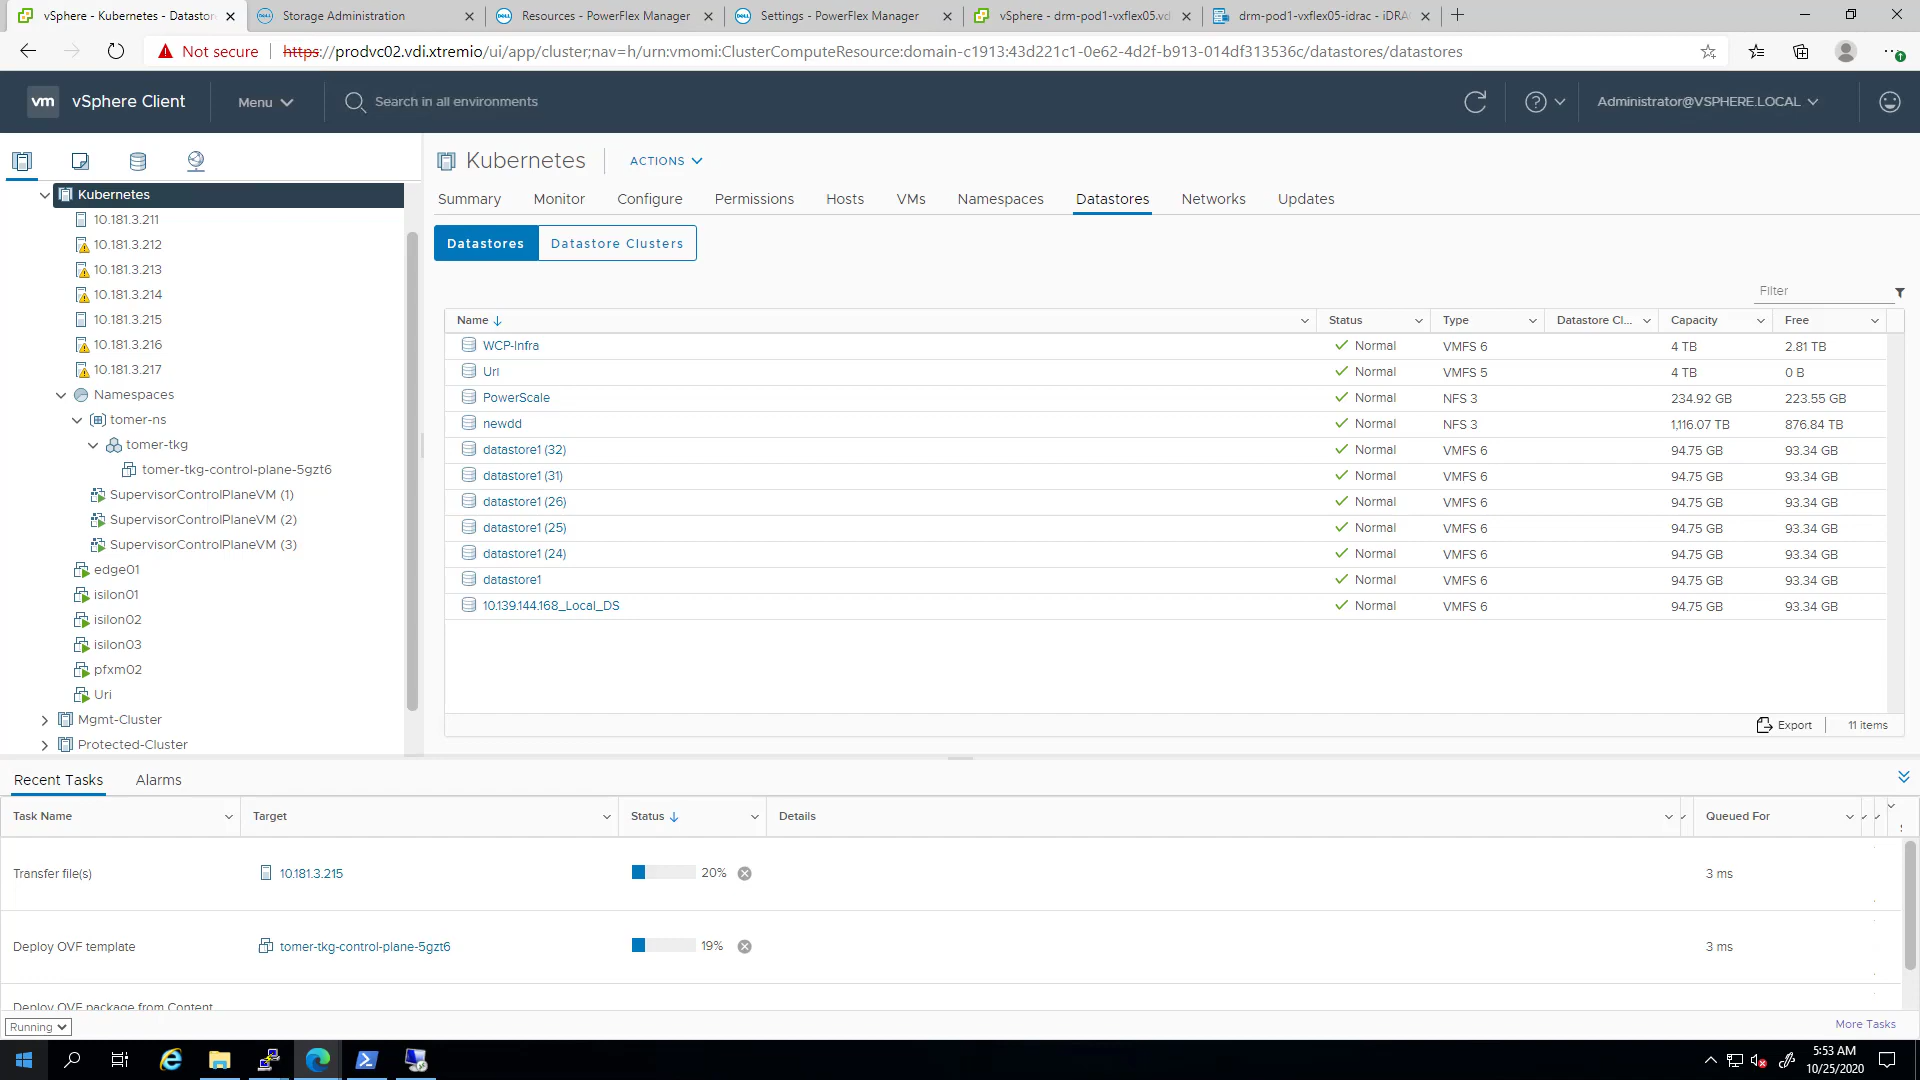 vSphere - Kubernetes - Datastor
Storage Administration
Resources - PowerFlex Manager
Settings - PowerFlex Manager
vSphere - drm-pod1-vxflex05.vd
drm-pod1-vxflex05-idrac - iDRAC
Not secure
https://prodvc02.vdi.xtremio/ui/app/cluster;nav=h/urn:vmomi:ClusterComputeResource:domain-c1913:43d221c1-0e62-4d2f-b913-014df313536c/datastores/datastores
vm vSphere Client
Menu
Search in all environments
Administrator@VSPHERE.LOCAL
Kubernetes
10.181.3.211
10.181.3.212
10.181.3.213
10.181.3.214
10.181.3.215
10.181.3.216
10.181.3.217
Namespaces
tomer-ns
tomer-tkg
tomer-tkg-control-plane-5gzt6
SupervisorControlPlaneVM (1)
SupervisorControlPlaneVM (2)
SupervisorControlPlaneVM (3)
edge01
isilon01
isilon02
isilon03
pfxm02
Uri
Mgmt-Cluster
Protected-Cluster
Kubernetes
ACTIONS
Summary Monitor Configure Permissions Hosts VMs Namespaces Datastores Networks Updates
Datastores Datastore Clusters
Filter
Name Status Type Datastore Cl... Capacity Free
WCP-Infra Normal VMFS 6 4 TB 2.81 TB
Uri Normal VMFS 5 4 TB 0 B
PowerScale Normal NFS 3 234.92 GB 223.55 GB
newdd Normal NFS 3 1,116.07 TB 876.84 TB
datastore1 (32) Normal VMFS 6 94.75 GB 93.34 GB
datastore1 (31) Normal VMFS 6 94.75 GB 93.34 GB
datastore1 (26) Normal VMFS 6 94.75 GB 93.34 GB
datastore1 (25) Normal VMFS 6 94.75 GB 93.34 GB
datastore1 (24) Normal VMFS 6 94.75 GB 93.34 GB
datastore1 Normal VMFS 6 94.75 GB 93.34 GB
10.139.144.168_Local_DS Normal VMFS 6 94.75 GB 93.34 GB
Export 11 items
Recent Tasks Alarms
Task Name Target Status Details Queued For
Transfer file(s) 10.181.3.215 20% 3 ms
Deploy OVF template tomer-tkg-control-plane-5gzt6 19% 3 ms
Deploy OVF package from Content
Running
More Tasks
5:53 AM
10/25/2020